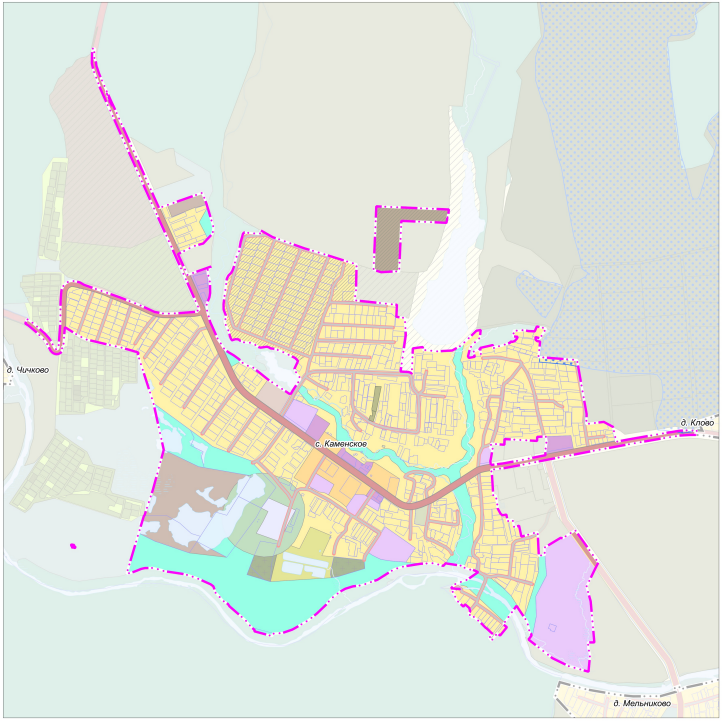 д. Чичково
д. Клово
с. Каменское
д. Мельниково